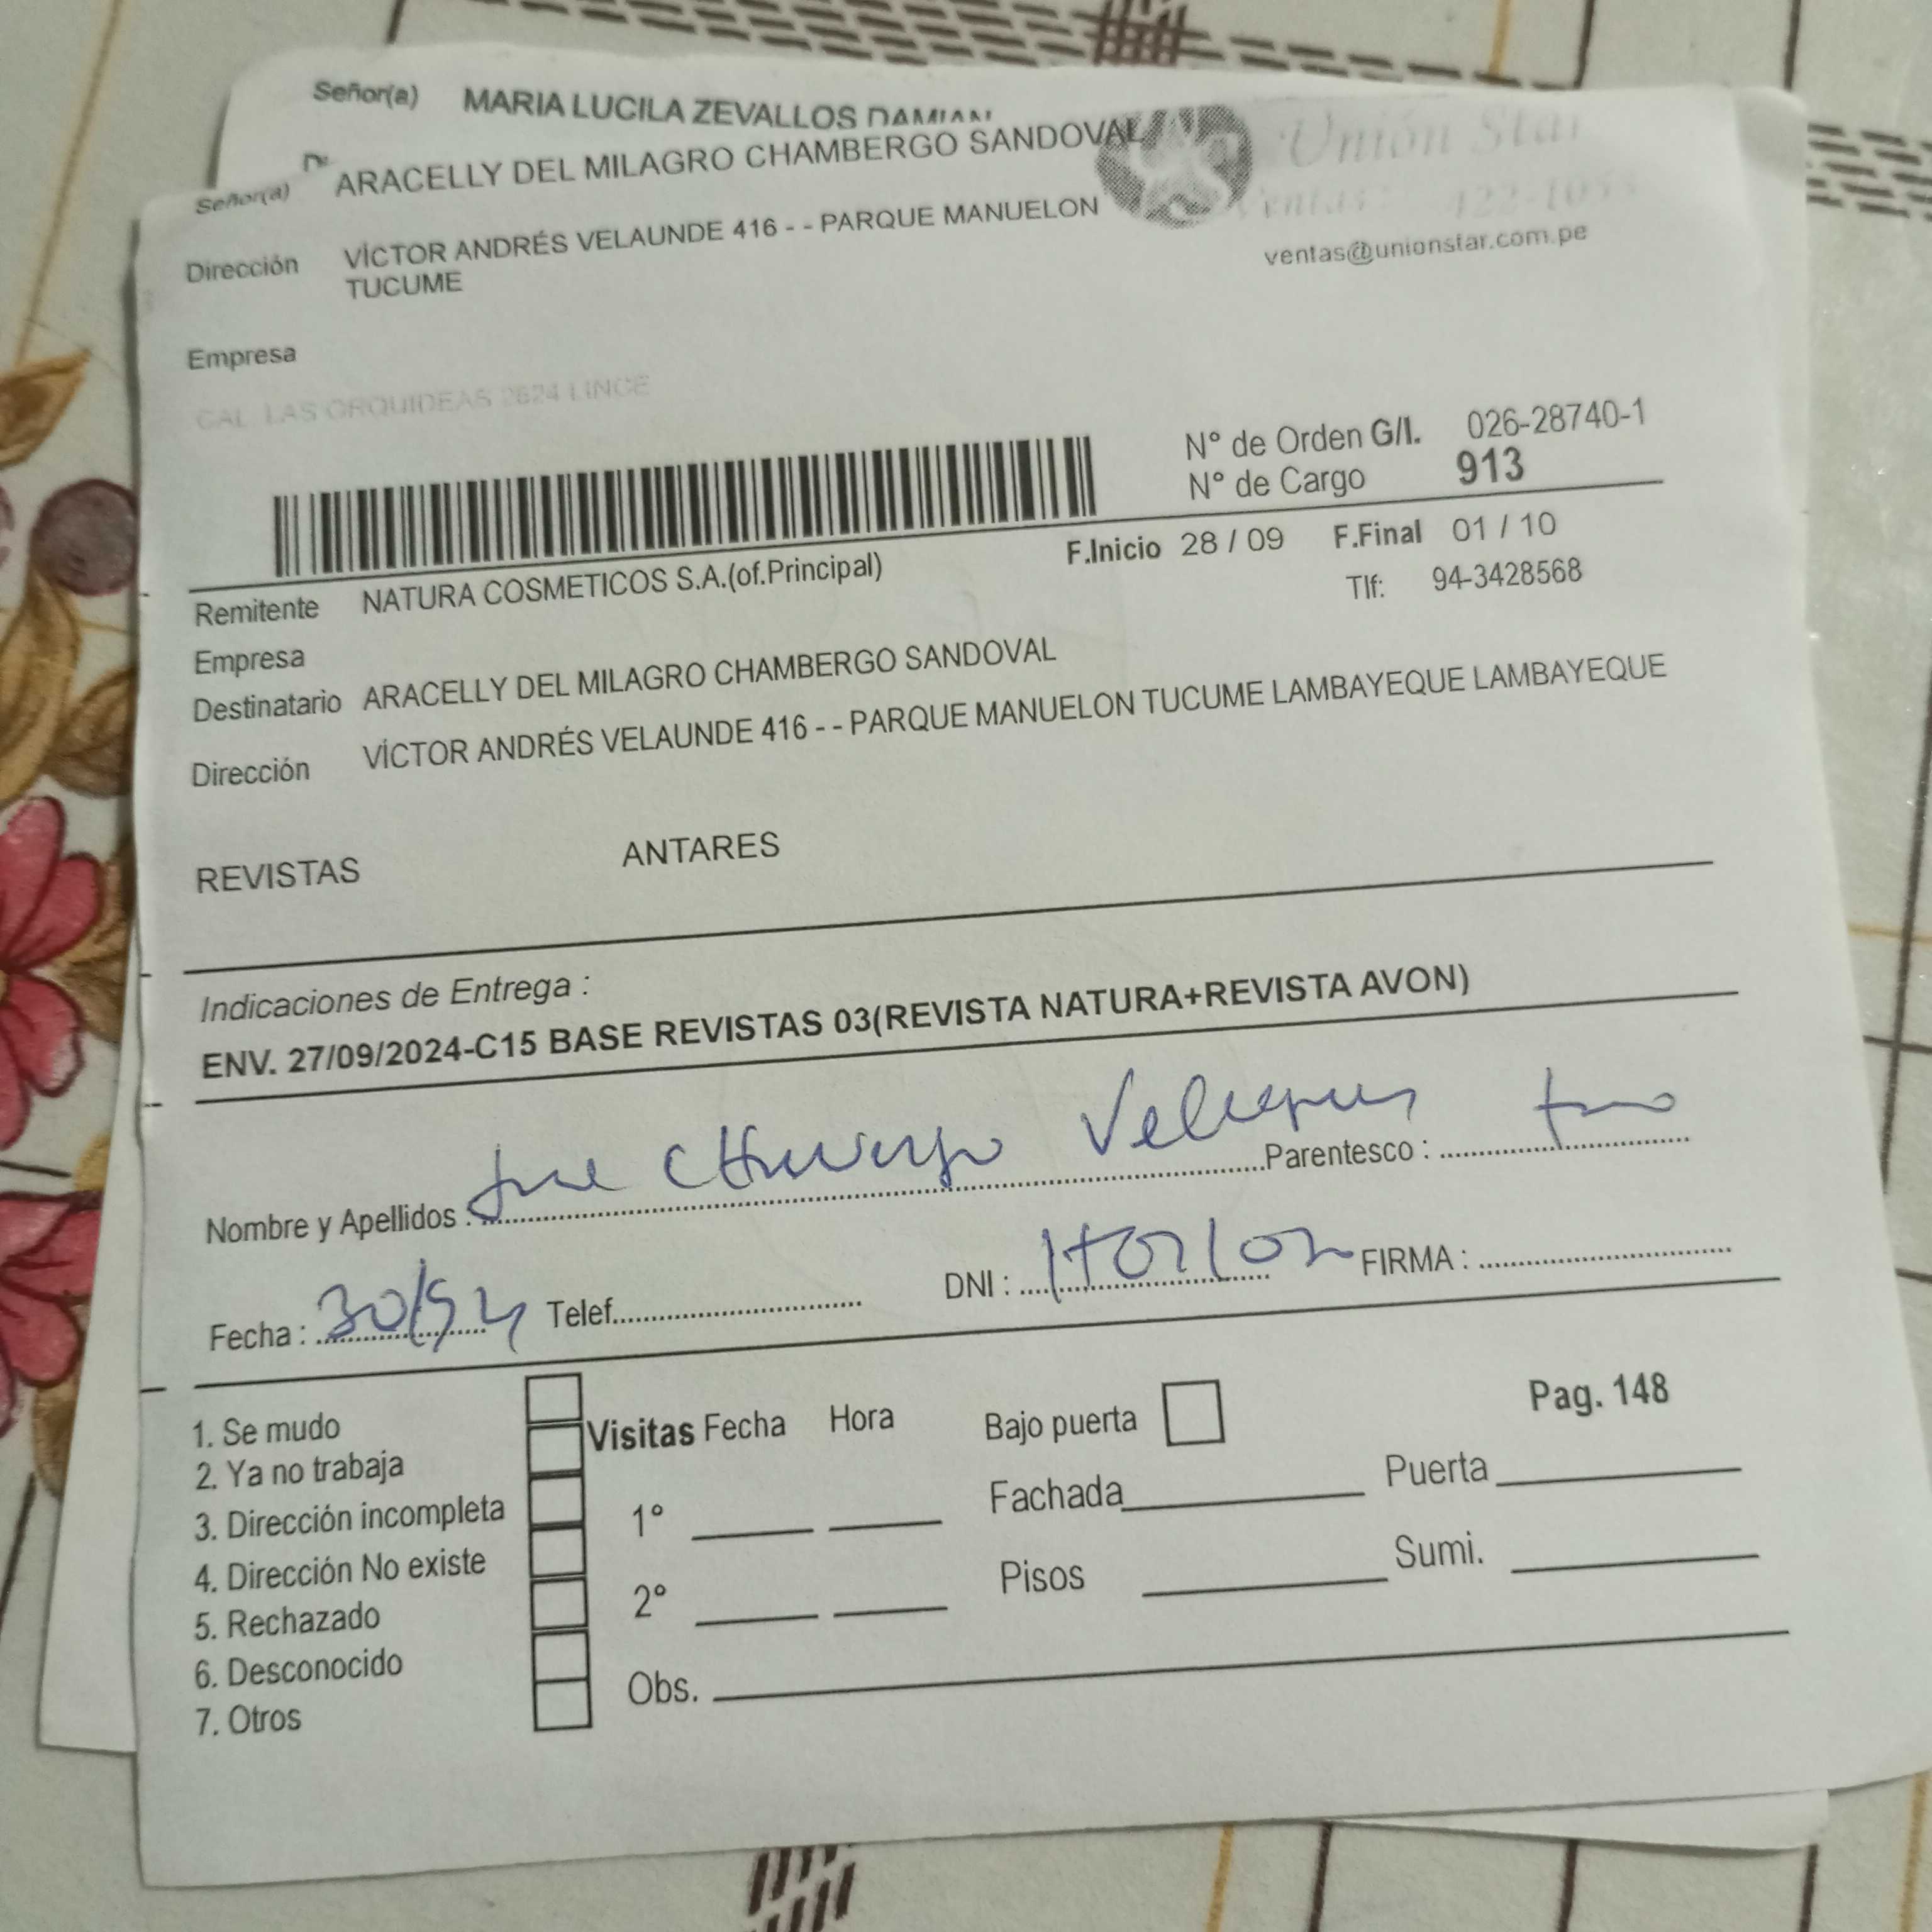 Señor(a) MARIA LUCILA ZEVALLOS DAMIAN
Señor(a) ARACELLY DEL MILAGRO CHAMBERGO SANDOVAL
Unión Star
Ventas: 422-105
ventas@unionstar.com.pe
Dirección VÍCTOR ANDRÉS VELAUNDE 416 - - PARQUE MANUELON
TUCUME
Empresa
CAL. LAS ORQUIDEAS 2624 LINCE
N° de Orden G/I. 026-28740-1
N° de Cargo 913
F.Inicio 28 / 09 F.Final 01 / 10
Remitente NATURA COSMETICOS S.A.(of.Principal) Tlf: 94-3428568
Empresa
Destinatario ARACELLY DEL MILAGRO CHAMBERGO SANDOVAL
Dirección VÍCTOR ANDRÉS VELAUNDE 416 - - PARQUE MANUELON TUCUME LAMBAYEQUE LAMBAYEQUE
REVISTAS ANTARES
Indicaciones de Entrega :
ENV. 27/09/2024-C15 BASE REVISTAS 03(REVISTA NATURA+REVISTA AVON)
Nombre y Apellidos : Jose Parentesco :
Fecha : Telef. DNI : FIRMA :
1. Se mudo
2. Ya no trabaja
3. Dirección incompleta
4. Dirección No existe
5. Rechazado
6. Desconocido
7. Otros
Visitas Fecha Hora
1°
2°
Obs.
Bajo puerta Pag. 148
Fachada Puerta
Pisos Sumi.